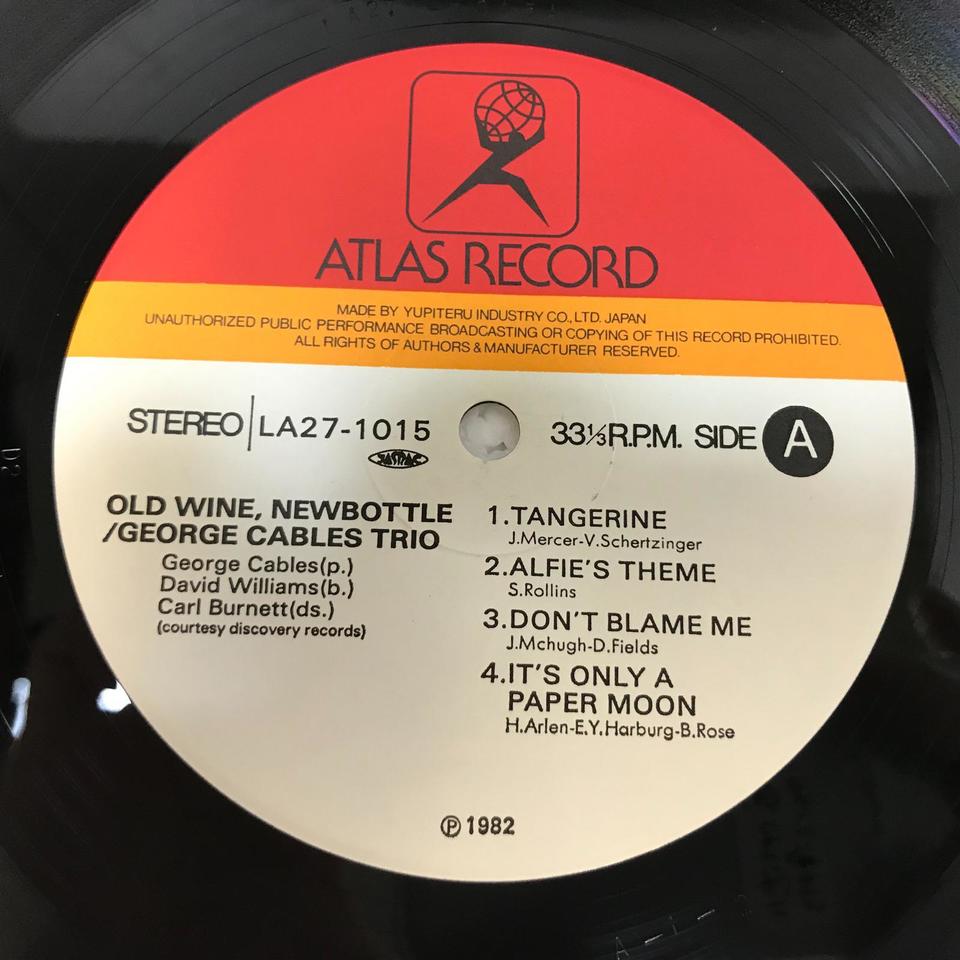 ATLAS RECORD
MADE BY YUPITERU INDUSTRY CO., LTD. JAPAN
UNAUTHORIZED PUBLIC PERFORMANCE BROADCASTING OR COPYING OF THIS RECORD PROHIBITED.
ALL RIGHTS OF AUTHORS & MANUFACTURER RESERVED.
STEREO LA27-1015
JASRAC
33⅓ R.P.M. SIDE A
OLD WINE, NEWBOTTLE
/GEORGE CABLES TRIO
George Cables(p.)
David Williams(b.)
Carl Burnett(ds.)
(courtesy discovery records)
1.TANGERINE
J.Mercer-V.Schertzinger
2.ALFIE'S THEME
S.Rollins
3.DON'T BLAME ME
J.Mchugh-D.Fields
4.IT'S ONLY A
PAPER MOON
H.Arlen-E.Y.Harburg-B.Rose
℗ 1982